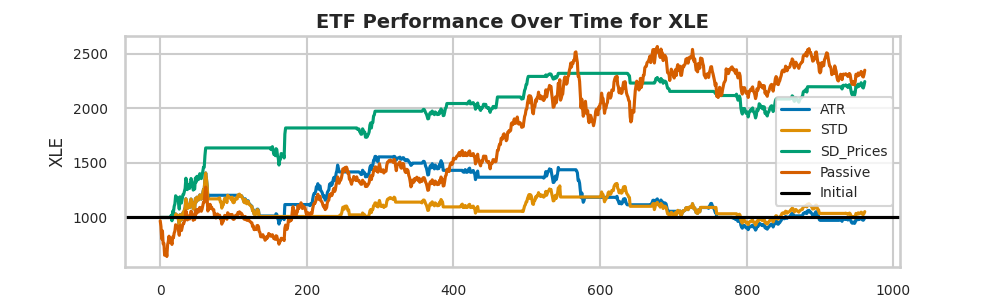 ETF Performance Over Time for XLE
XLE
2500
2000
1500
1000
0
200
400
600
800
1000
ATR
STD
SD_Prices
Passive
Initial